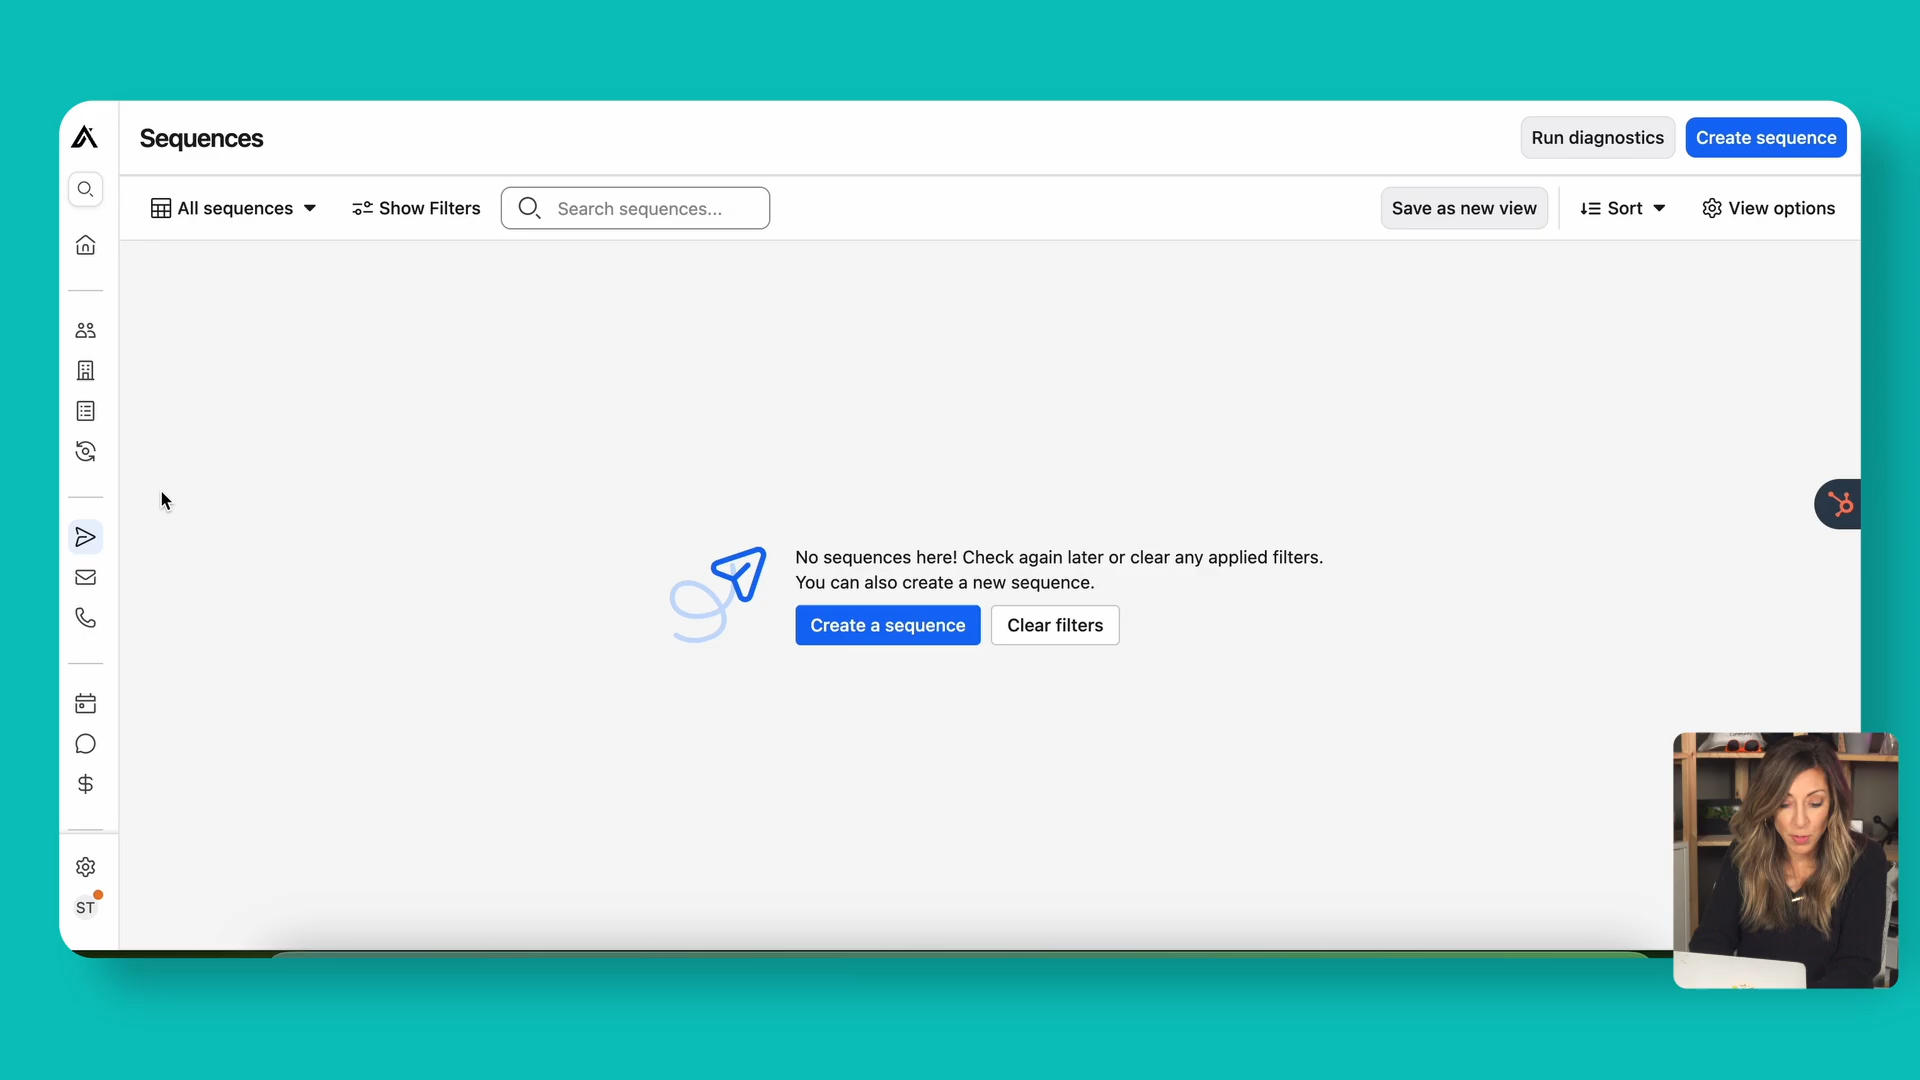 Sequences
Run diagnostics
Create sequence
All sequences
Show Filters
Search sequences...
Save as new view
Sort
View options
No sequences here! Check again later or clear any applied filters.
You can also create a new sequence.
Create a sequence
Clear filters
ST